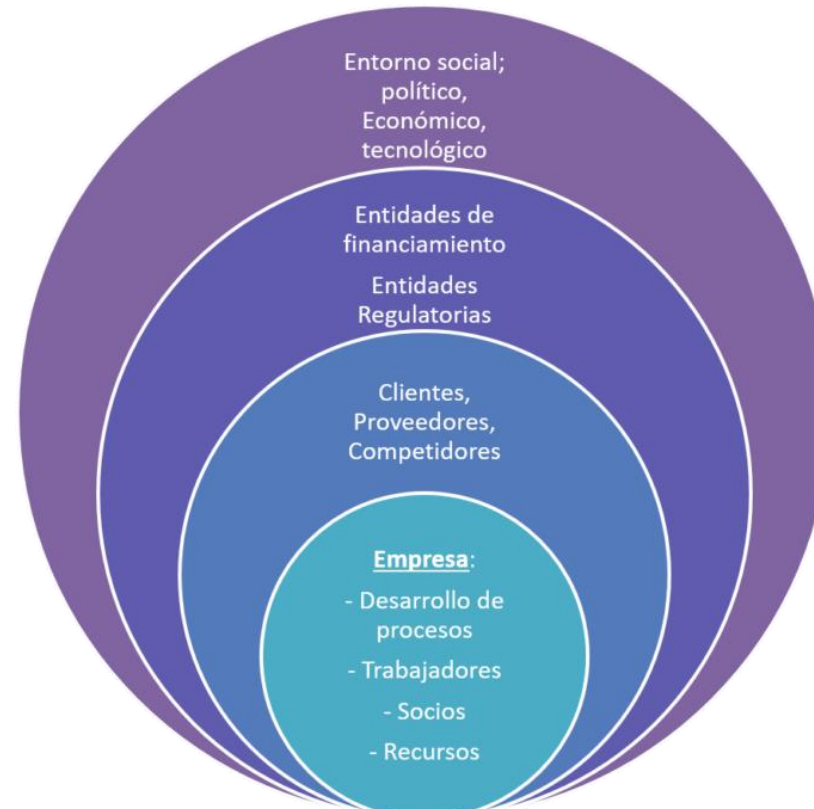 Entorno social;
político,
Económico,
tecnológico
Entidades de
financiamiento
Entidades
Regulatorias
Clientes,
Proveedores,
Competidores
Empresa:
- Desarrollo de
procesos
- Trabajadores
- Socios
- Recursos